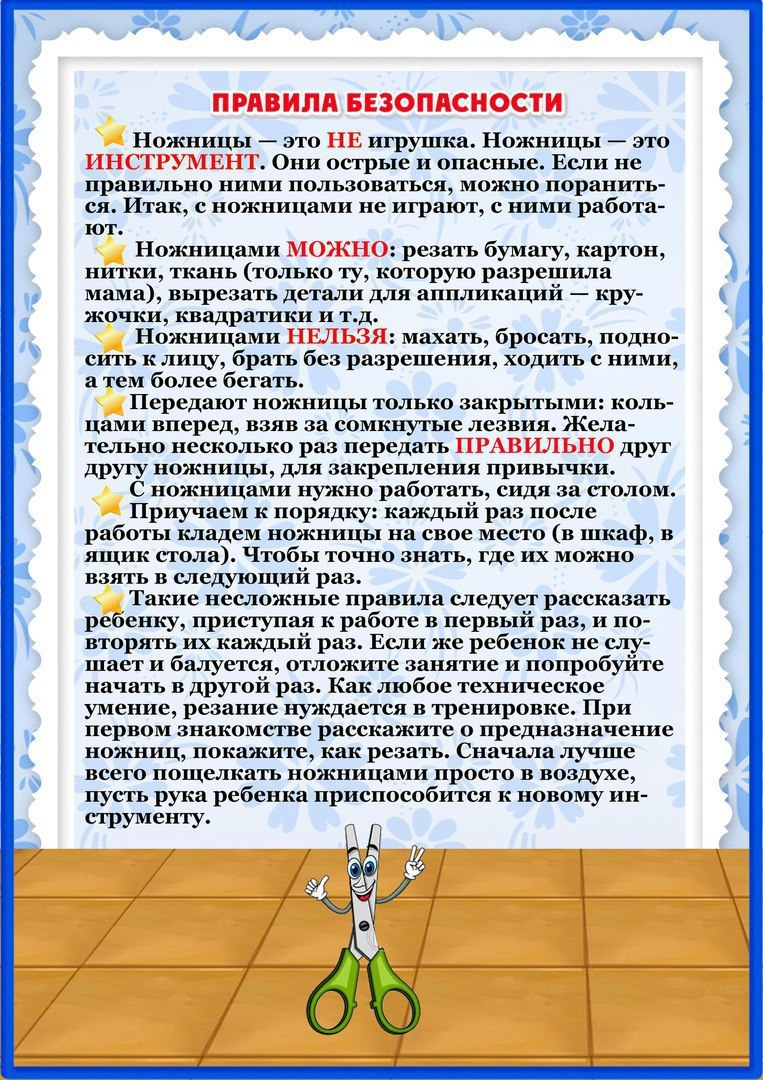 ПРАВИЛА БЕЗОПАСНОСТИ
Ножницы — это НЕ игрушка. Ножницы — это
ИНСТРУМЕНТ. Они острые и опасные. Если не
правильно ними пользоваться, можно поранить-
ся. Итак, с ножницами не играют, с ними работа-
ют.
Ножницами МОЖНО: резать бумагу, картон,
нитки, ткань (только ту, которую разрешила
мама), вырезать детали для аппликаций — кру-
жочки, квадратики и т.д.
Ножницами НЕЛЬЗЯ: махать, бросать, подно-
сить к лицу, брать без разрешения, ходить с ними,
а тем более бегать.
Передают ножницы только закрытыми: коль-
цами вперед, взяв за сомкнутые лезвия. Жела-
тельно несколько раз передать ПРАВИЛЬНО друг
другу ножницы, для закрепления привычки.
С ножницами нужно работать, сидя за столом.
Приучаем к порядку: каждый раз после
работы кладем ножницы на свое место (в шкаф, в
ящик стола). Чтобы точно знать, где их можно
взять в следующий раз.
Такие несложные правила следует рассказать
ребенку, приступая к работе в первый раз, и по-
вторять их каждый раз. Если же ребенок не слу-
шает и балуется, отложите занятие и попробуйте
начать в другой раз. Как любое техническое
умение, резание нуждается в тренировке. При
первом знакомстве расскажите о предназначение
ножниц, покажите, как резать. Сначала лучше
всего пощелкать ножницами просто в воздухе,
пусть рука ребенка приспособится к новому ин-
струменту.